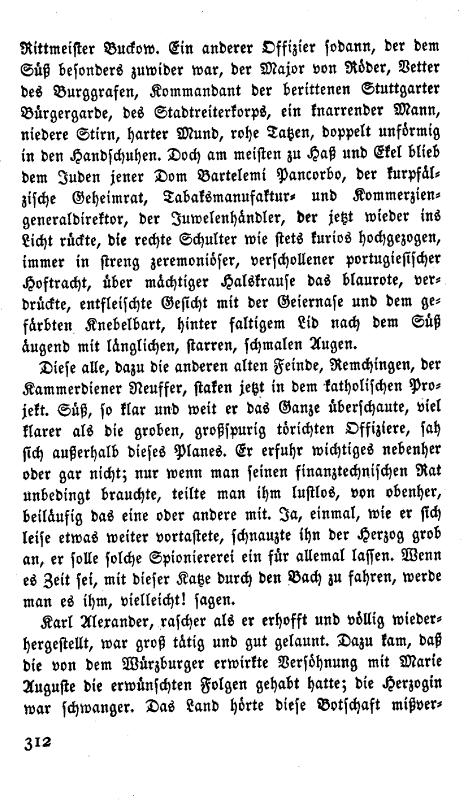 Rittmeister Buckow. Ein anderer Offizier sodann, der dem
Süß besonders zuwider war, der Major von Röder, Vetter
des Burggrafen, Kommandant der berittenen Stuttgarter
Bürgergarde, des Stadtreiterkorps, ein knarrender Mann,
niedere Stirn, harter Mund, rohe Tatzen, doppelt unförmig
in den Handschuhen. Doch am meisten zu Haß und Ekel blieb
dem Juden jener Dom Bartelemi Pancorbo, der kurpfäl-
zische Geheimrat, Tabaksmanufaktur- und Kommerzien-
generaldirektor, der Juwelenhändler, der jetzt wieder ins
Licht rückte, die rechte Schulter wie stets kurios hochgezogen,
immer in streng zeremoniöser, verschollener portugiesischer
Hoftracht, über mächtiger Halskrause das blaurote, ver-
drückte, entfleischte Gesicht mit der Geiernase und dem ge-
färbten Knebelbart, hinter faltigem Lid nach dem Süß
äugend mit länglichen, starren, schmalen Augen.
Diese alle, dazu die anderen alten Feinde, Remchingen, der
Kammerdiener Neuffer, staken jetzt in dem katholischen Pro-
jekt. Süß, so klar und weit er das Ganze überschaute, viel
klarer als die groben, großspurig törichten Offiziere, sah
sich außerhalb dieses Planes. Er erfuhr wichtiges nebenher
oder gar nicht; nur wenn man seinen finanztechnischen Rat
unbedingt brauchte, teilte man ihm lustlos, von obenher,
beiläufig das eine oder andere mit. Ja, einmal, wie er sich
leise etwas weiter vortastete, schnauzte ihn der Herzog grob
an, er solle solche Spioniererei ein für allemal lassen. Wenn
es Zeit sei, mit dieser Katze durch den Bach zu fahren, werde
man es ihm, vielleicht! sagen.
Karl Alexander, rascher als er erhofft und völlig wieder-
hergestellt, war groß tätig und gut gelaunt. Dazu kam, daß
die von dem Würzburger erwirkte Versöhnung mit Marie
Auguste die erwünschten Folgen gehabt hatte; die Herzogin
war schwanger. Das Land hörte diese Botschaft mißver-
312